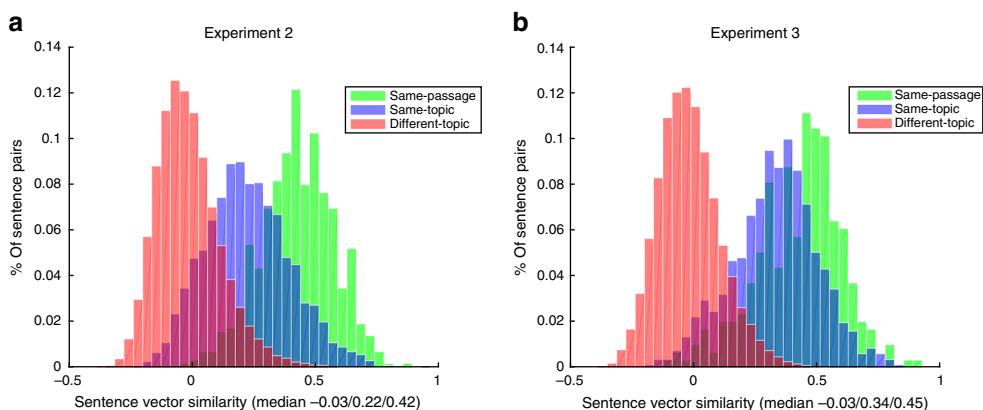 a
Experiment 2
0.14
0.12
0.1
0.08
0.06
0.04
0.02
0
% Of sentence pairs
Same-passage
Same-topic
Different-topic
−0.5
0
0.5
1
Sentence vector similarity (median −0.03/0.22/0.42)
b
Experiment 3
0.14
0.12
0.1
0.08
0.06
0.04
0.02
0
% Of sentence pairs
Same-passage
Same-topic
Different-topic
−0.5
0
0.5
1
Sentence vector similarity (median −0.03/0.34/0.45)